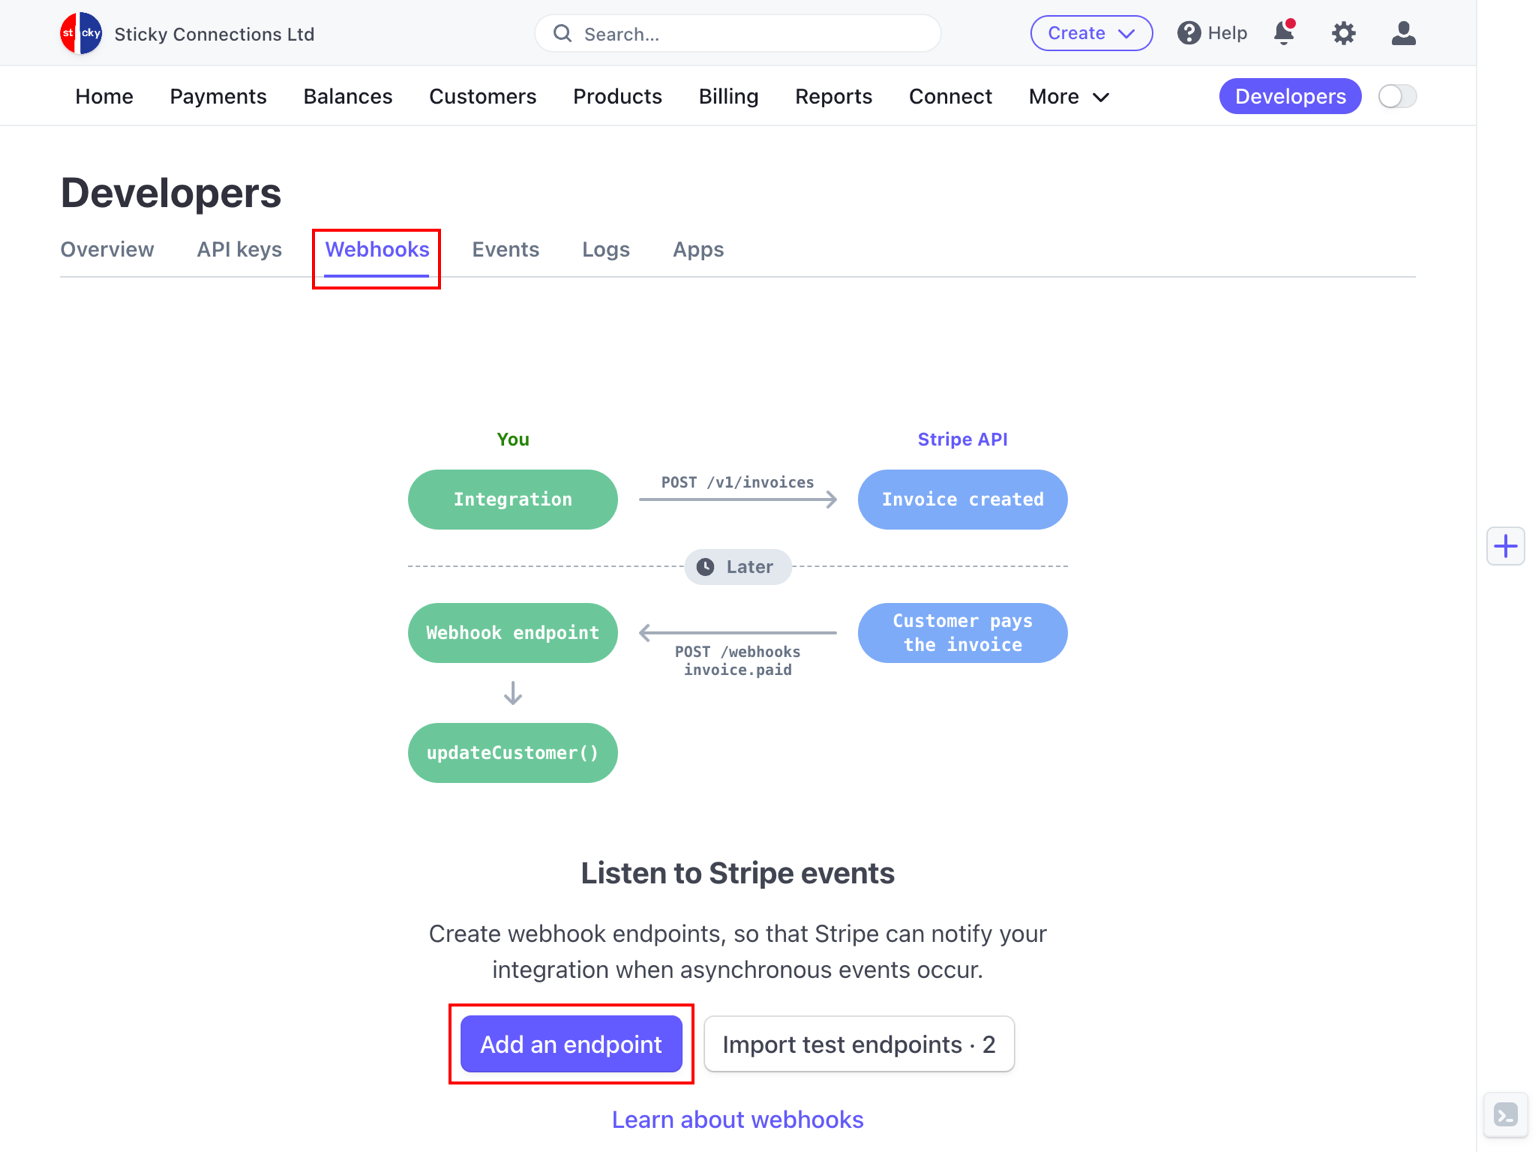 sticky Sticky Connections Ltd Search... Create Help
Home Payments Balances Customers Products Billing Reports Connect More Developers
Developers
Overview API keys Webhooks Events Logs Apps
You Stripe API
Integration POST /v1/invoices Invoice created
Later
Webhook endpoint POST /webhooks
invoice.paid
Customer pays
the invoice
updateCustomer()
Listen to Stripe events
Create webhook endpoints, so that Stripe can notify your
integration when asynchronous events occur.
Add an endpoint Import test endpoints · 2
Learn about webhooks